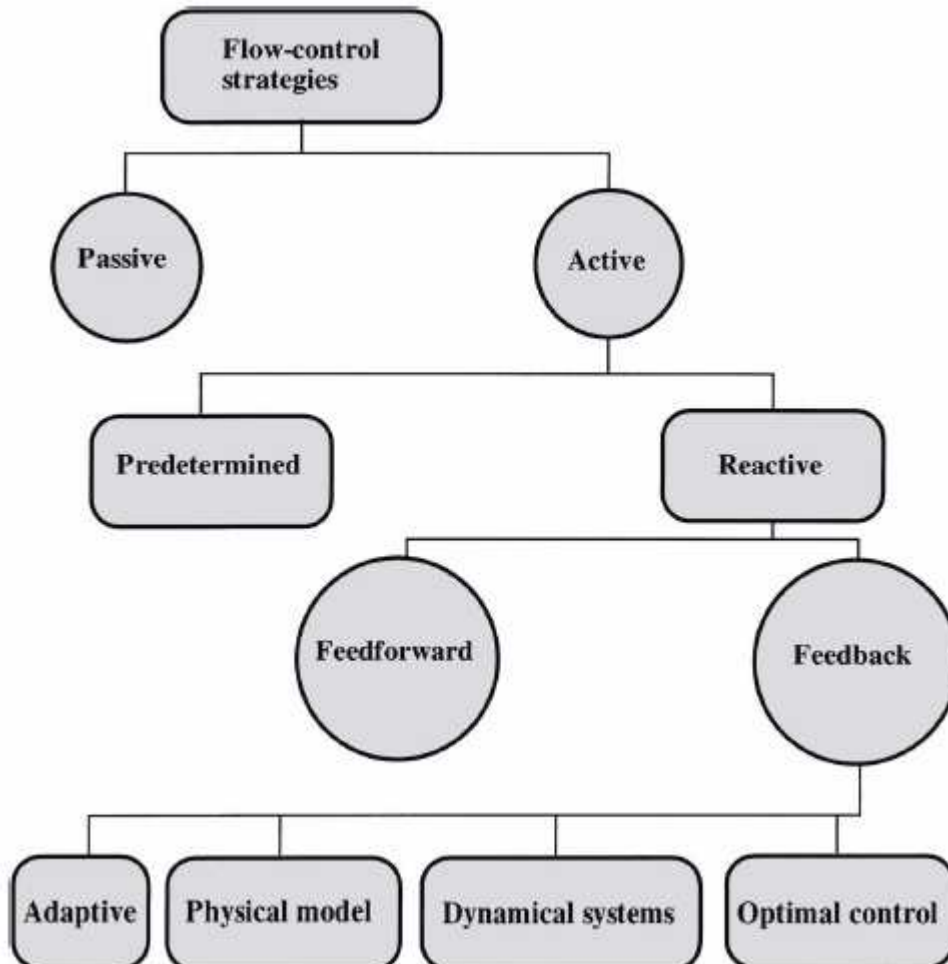 Flow-control
strategies
Passive
Active
Predetermined
Reactive
Feedforward
Feedback
Adaptive
Physical model
Dynamical systems
Optimal control